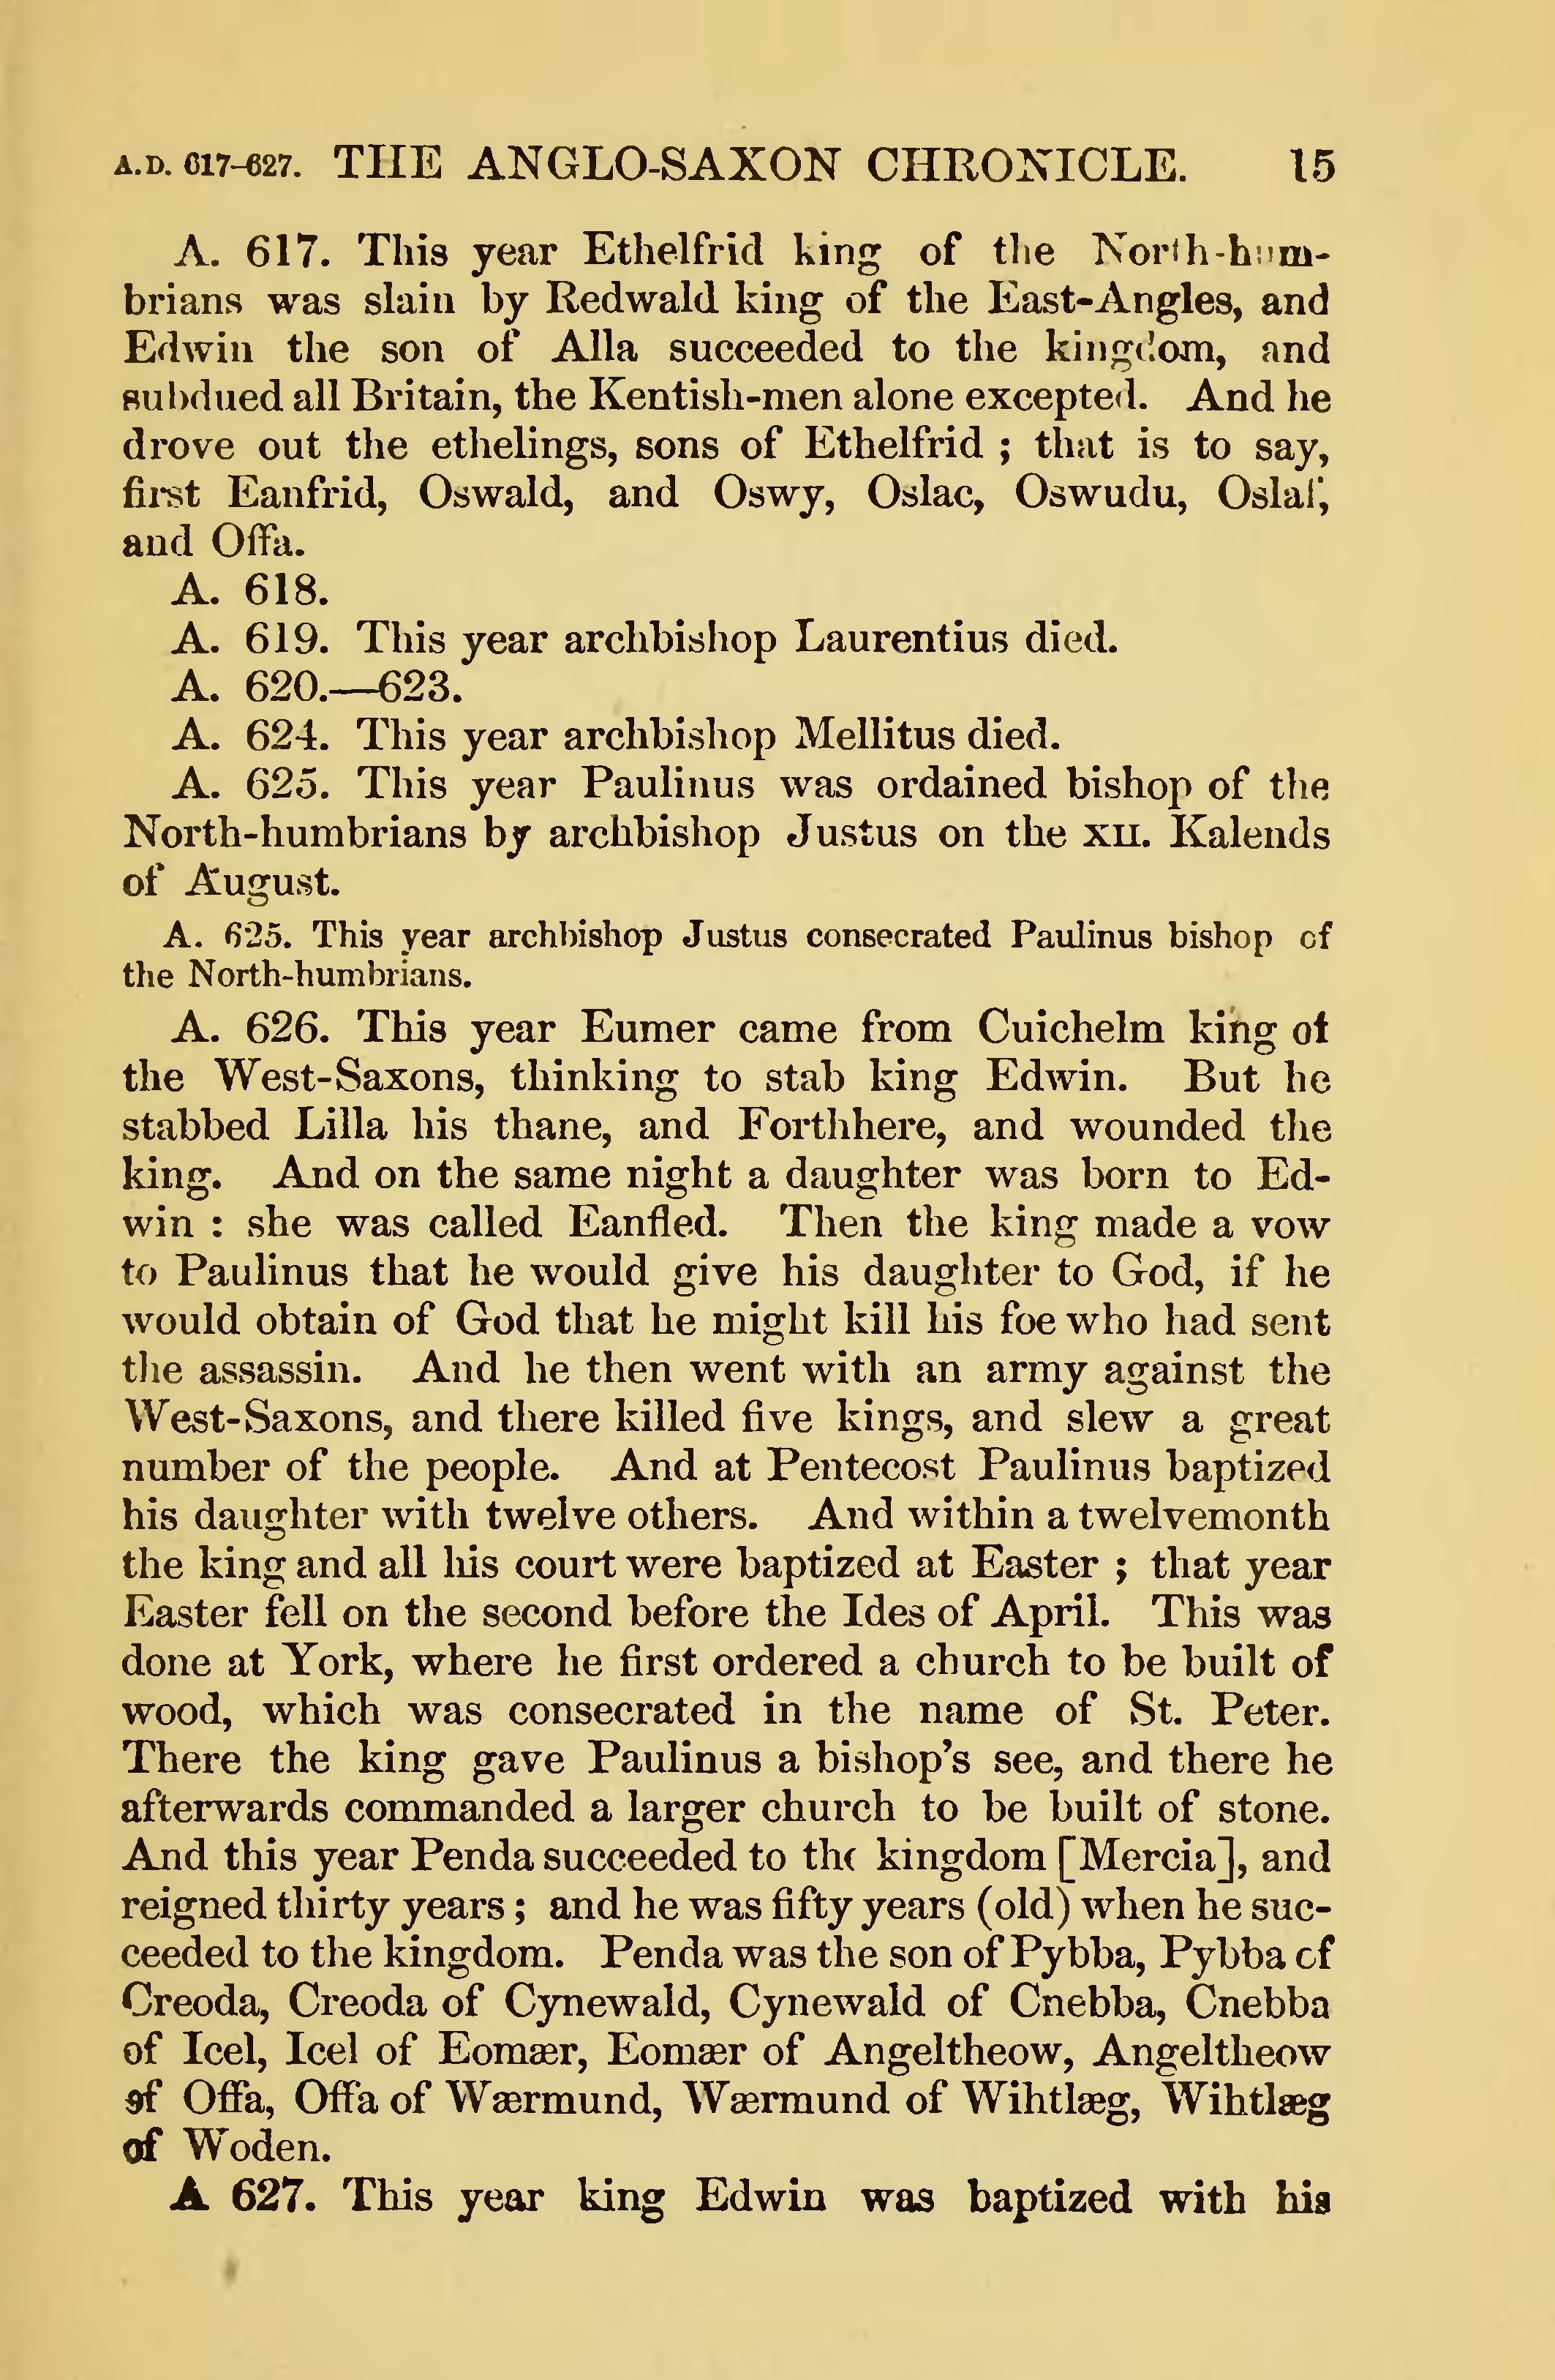 A.D. 617-627. THE ANGLO-SAXON CHRONICLE. 15
A. 617. This year Ethelfrid king of the North-hum-
brians was slain by Redwald king of the East-Angles, and
Edwin the son of Alla succeeded to the kingdom, and
subdued all Britain, the Kentish-men alone excepted. And he
drove out the ethelings, sons of Ethelfrid ; that is to say,
first Eanfrid, Oswald, and Oswy, Oslac, Oswudu, Oslaf,
and Offa.
A. 618.
A. 619. This year archbishop Laurentius died.
A. 620.—623.
A. 624. This year archbishop Mellitus died.
A. 625. This year Paulinus was ordained bishop of the
North-humbrians by archbishop Justus on the XII. Kalends
of August.
A. 625. This year archbishop Justus consecrated Paulinus bishop of
the North-humbrians.
A. 626. This year Eumer came from Cuichelm king of
the West-Saxons, thinking to stab king Edwin. But he
stabbed Lilla his thane, and Forthhere, and wounded the
king. And on the same night a daughter was born to Ed-
win : she was called Eanfled. Then the king made a vow
to Paulinus that he would give his daughter to God, if he
would obtain of God that he might kill his foe who had sent
the assassin. And he then went with an army against the
West-Saxons, and there killed five kings, and slew a great
number of the people. And at Pentecost Paulinus baptized
his daughter with twelve others. And within a twelvemonth
the king and all his court were baptized at Easter ; that year
Easter fell on the second before the Ides of April. This was
done at York, where he first ordered a church to be built of
wood, which was consecrated in the name of St. Peter.
There the king gave Paulinus a bishop's see, and there he
afterwards commanded a larger church to be built of stone.
And this year Penda succeeded to the kingdom [Mercia], and
reigned thirty years ; and he was fifty years (old) when he suc-
ceeded to the kingdom. Penda was the son of Pybba, Pybba of
Creoda, Creoda of Cynewald, Cynewald of Cnebba, Cnebba
of Icel, Icel of Eomær, Eomær of Angeltheow, Angeltheow
of Offa, Offa of Wærmund, Wærmund of Wihtlæg, Wihtlæg
of Woden.
A 627. This year king Edwin was baptized with his